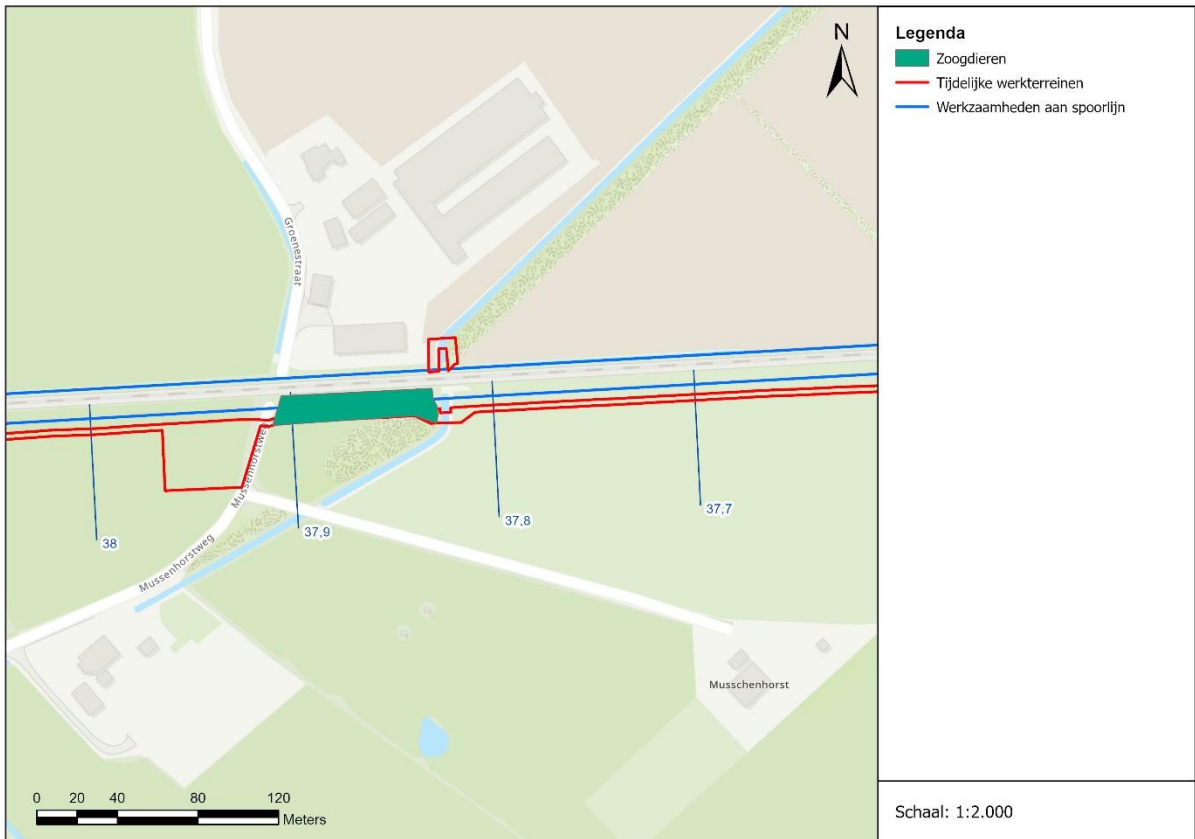 N
Groenestraat
Mussenhorstweg
Mussenhorstweg
38
37,9
37,8
37,7
Musschenhorst
0 20 40 80 120
Meters
Legenda
Zoogdieren
Tijdelijke werkterreinen
Werkzaamheden aan spoorlijn
Schaal: 1:2.000